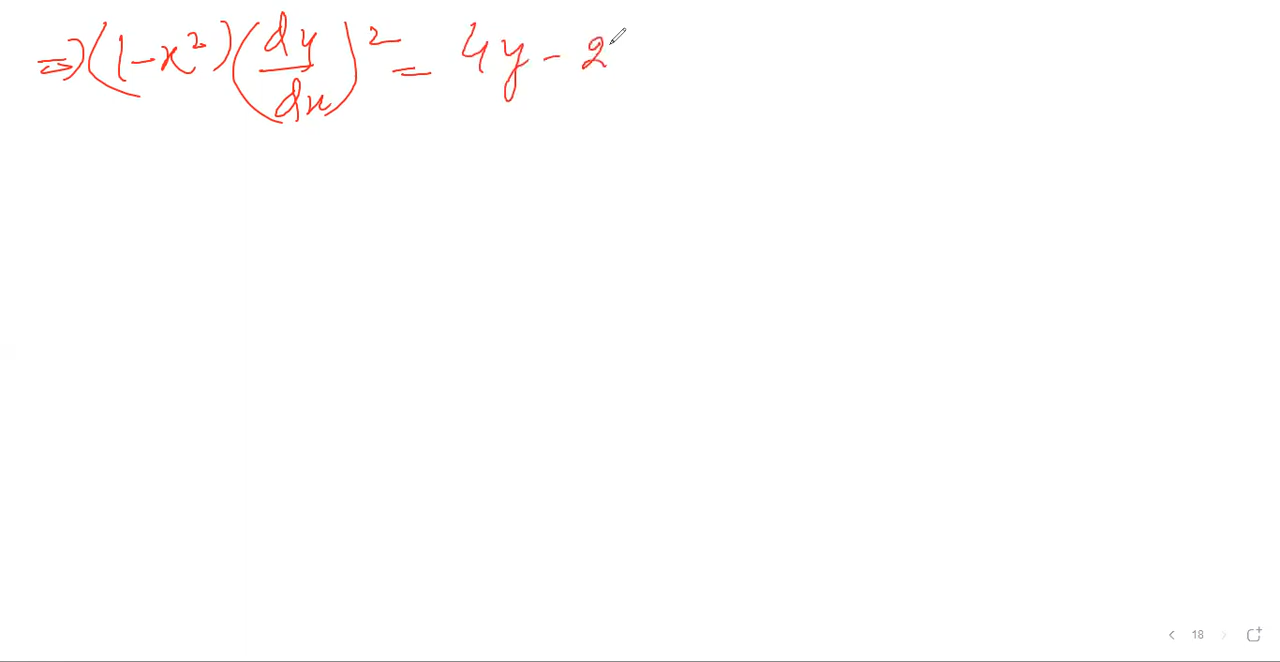 ⇒ (1-x²)(dy/dx)² = 4y - 2
18